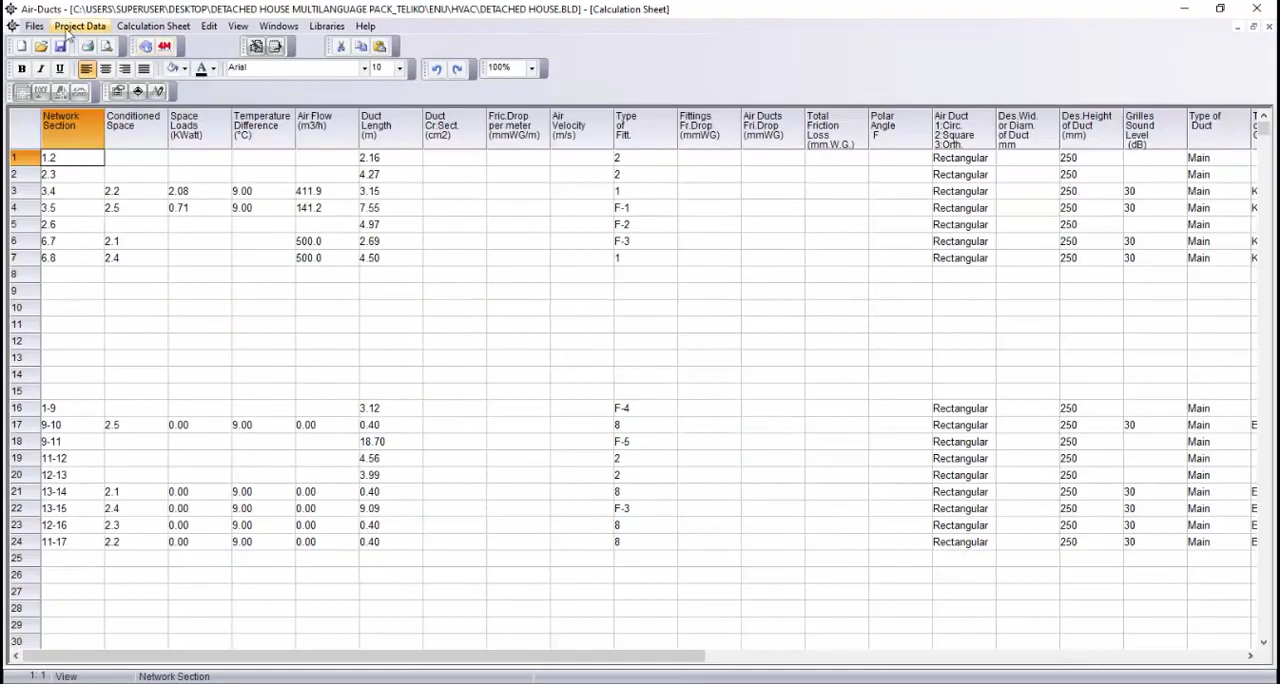 Air-Ducts - [C:\USERS\SUPERUSER\DESKTOP\DETACHED HOUSE MULTILANGUAGE PACK_TELIKO\ENU\HVAC\DETACHED HOUSE.BLD] - [Calculation Sheet]
Files Project Data Calculation Sheet Edit View Windows Libraries Help
4M
B I U A Arial 10 100%
Network Section Conditioned Space Space Loads (KWatt) Temperature Difference (°C) Air Flow (m3/h) Duct Length (m) Duct Cr.Sect. (cm2) Fric.Drop per meter (mmWG/m) Air Velocity (m/s) Type of Fitt. Fittings Fr.Drop (mmWG) Air Ducts Fri.Drop (mmWG) Total Friction Loss (mm.W.G.) Polar Angle F Air Duct 1:Circ. 2:Square 3:Orth. Des.Wid. or Diam. of Duct mm Des.Height of Duct (mm) Grilles Sound Level (dB) Type of Duct
1 1.2 2.16 2 Rectangular 250 Main
2 2.3 4.27 2 Rectangular 250 Main
3 3.4 2.2 2.08 9.00 411.9 3.15 1 Rectangular 250 30 Main K
4 3.5 2.5 0.71 9.00 141.2 7.55 F-1 Rectangular 250 30 Main K
5 2.6 4.97 F-2 Rectangular 250 Main
6 6.7 2.1 500.0 2.69 F-3 Rectangular 250 30 Main K
7 6.8 2.4 500.0 4.50 1 Rectangular 250 30 Main K
8
9
10
11
12
13
14
15
16 1-9 3.12 F-4 Rectangular 250 Main
17 9-10 2.5 0.00 9.00 0.00 0.40 8 Rectangular 250 30 Main E
18 9-11 18.70 F-5 Rectangular 250 Main
19 11-12 4.56 2 Rectangular 250 Main
20 12-13 3.99 2 Rectangular 250 Main
21 13-14 2.1 0.00 9.00 0.00 0.40 8 Rectangular 250 30 Main E
22 13-15 2.4 0.00 9.00 0.00 9.09 F-3 Rectangular 250 30 Main E
23 12-16 2.3 0.00 9.00 0.00 0.40 8 Rectangular 250 30 Main E
24 11-17 2.2 0.00 9.00 0.00 0.40 8 Rectangular 250 30 Main E
25
26
27
28
29
30
1: 1 View Network Section